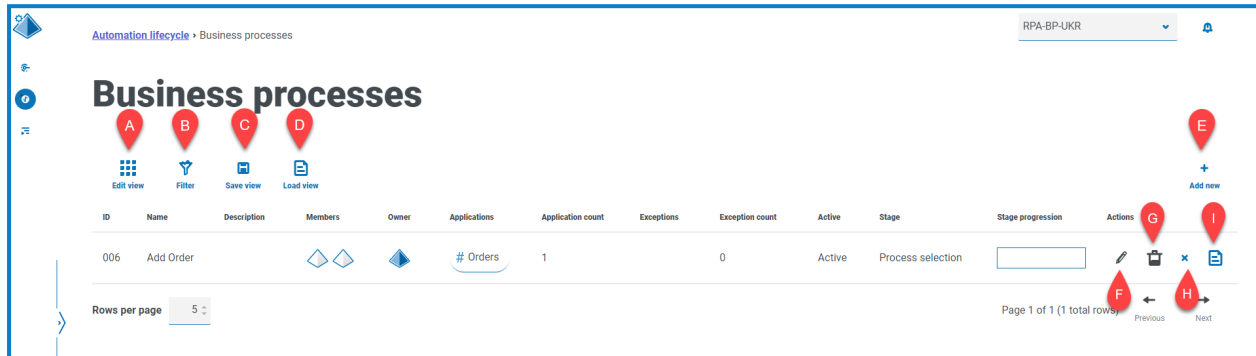 RPA-BP-UKR
Automation lifecycle › Business processes
Business processes
A B C D E
Edit view Filter Save view Load view + Add new
ID Name Description Members Owner Applications Application count Exceptions Exception count Active Stage Stage progression Actions G I
006 Add Order # Orders 1 0 Active Process selection
F H
Rows per page 5 Page 1 of 1 (1 total rows)
Previous Next